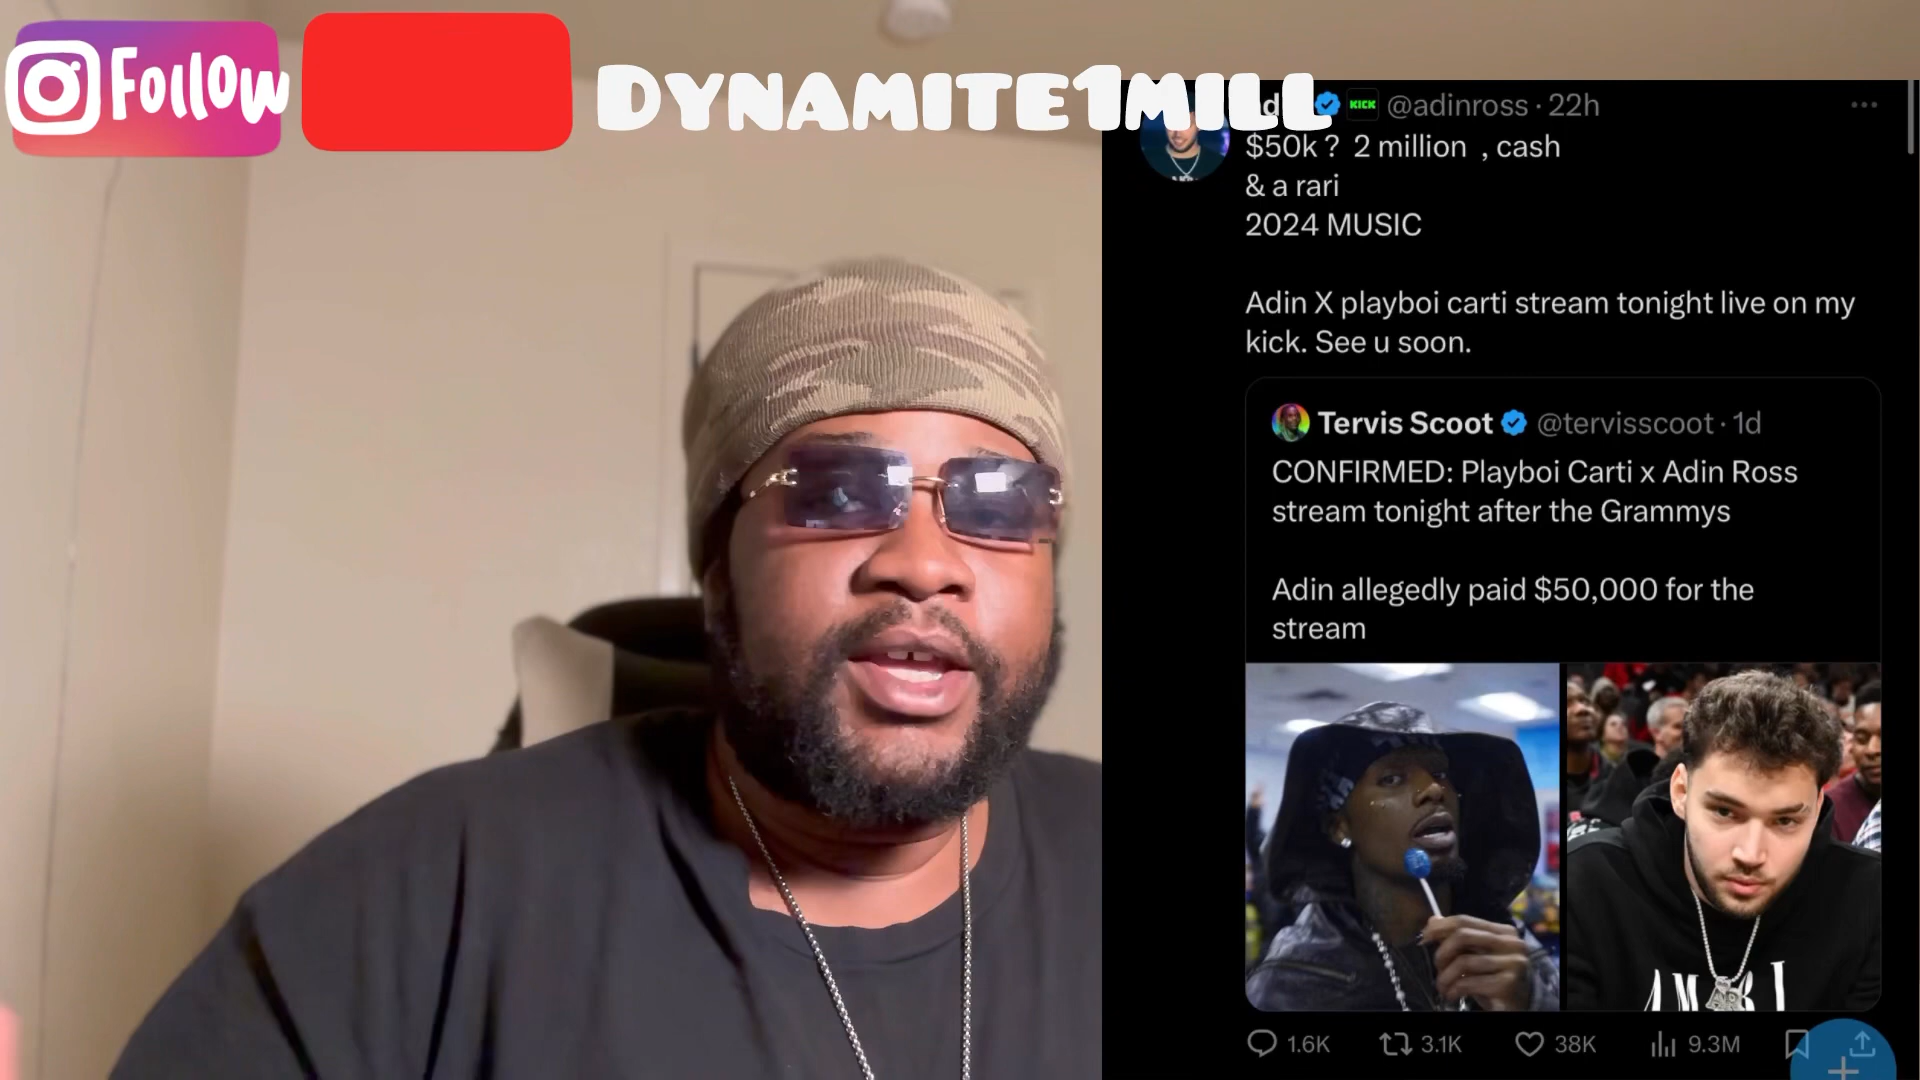 Follow
DYNAMITE1MILL
KICK @adinross · 22h
$50k ? 2 million , cash
& a rari
2024 MUSIC
Adin X playboi carti stream tonight live on my
kick. See u soon.
Tervis Scoot @tervisscoot · 1d
CONFIRMED: Playboi Carti x Adin Ross
stream tonight after the Grammys
Adin allegedly paid $50,000 for the
stream
1.6K 3.1K 38K 9.3M